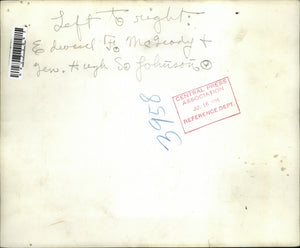 Left to right:
Edward F. McGrady +
Gen. Hugh S. Johnson
3958
CENTRAL PRESS
ASSOCIATION
REFERENCE DEPT.